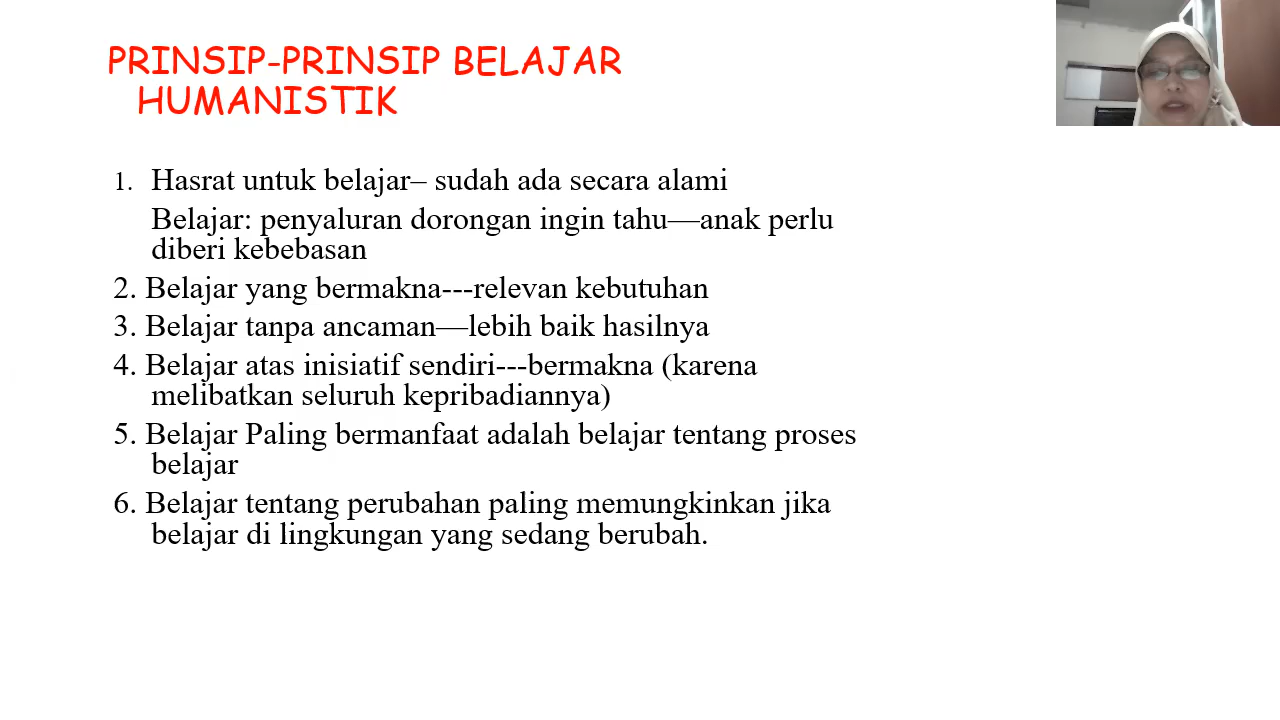 PRINSIP-PRINSIP BELAJAR
HUMANISTIK
1. Hasrat untuk belajar– sudah ada secara alami
Belajar: penyaluran dorongan ingin tahu—anak perlu
diberi kebebasan
2. Belajar yang bermakna---relevan kebutuhan
3. Belajar tanpa ancaman—lebih baik hasilnya
4. Belajar atas inisiatif sendiri---bermakna (karena
melibatkan seluruh kepribadiannya)
5. Belajar Paling bermanfaat adalah belajar tentang proses
belajar
6. Belajar tentang perubahan paling memungkinkan jika
belajar di lingkungan yang sedang berubah.